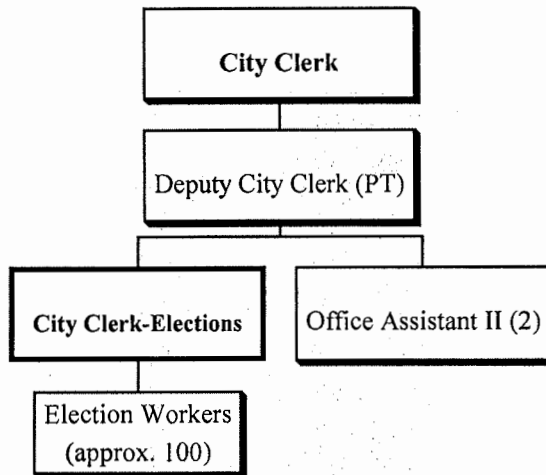 City Clerk
Deputy City Clerk (PT)
City Clerk-Elections
Office Assistant II (2)
Election Workers
(approx. 100)